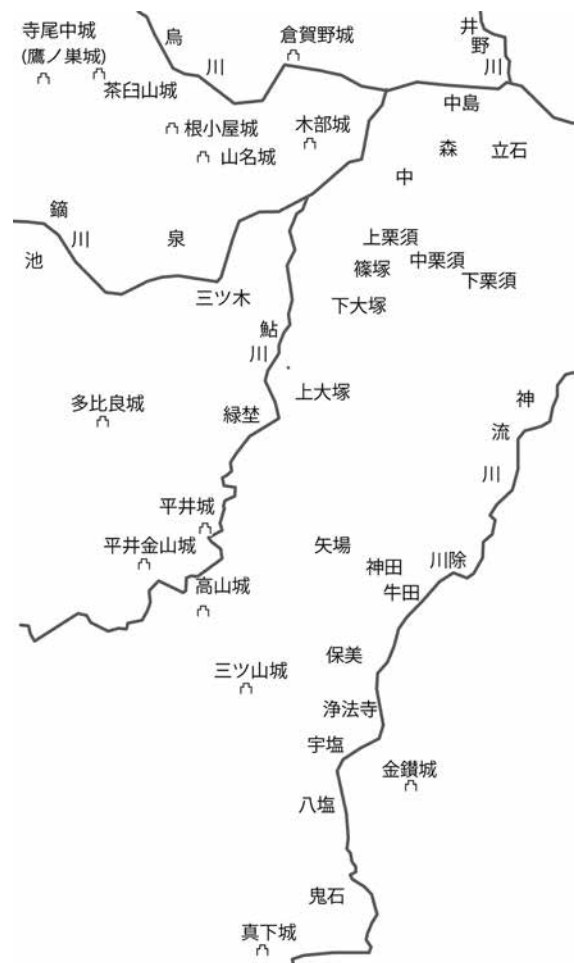 寺尾中城
(鷹ノ巣城)
茶臼山城
烏
川
倉賀野城
井
野
川
中島
根小屋城
山名城
木部城
森
立石
中
鏑
川
池
泉
三ツ木
上栗須
中栗須
下栗須
篠塚
下大塚
鮎
川
上大塚
緑埜
多比良城
神
流
川
平井城
平井金山城
高山城
矢場
神田
川除
牛田
保美
三ツ山城
浄法寺
宇塩
金鑚城
八塩
鬼石
真下城